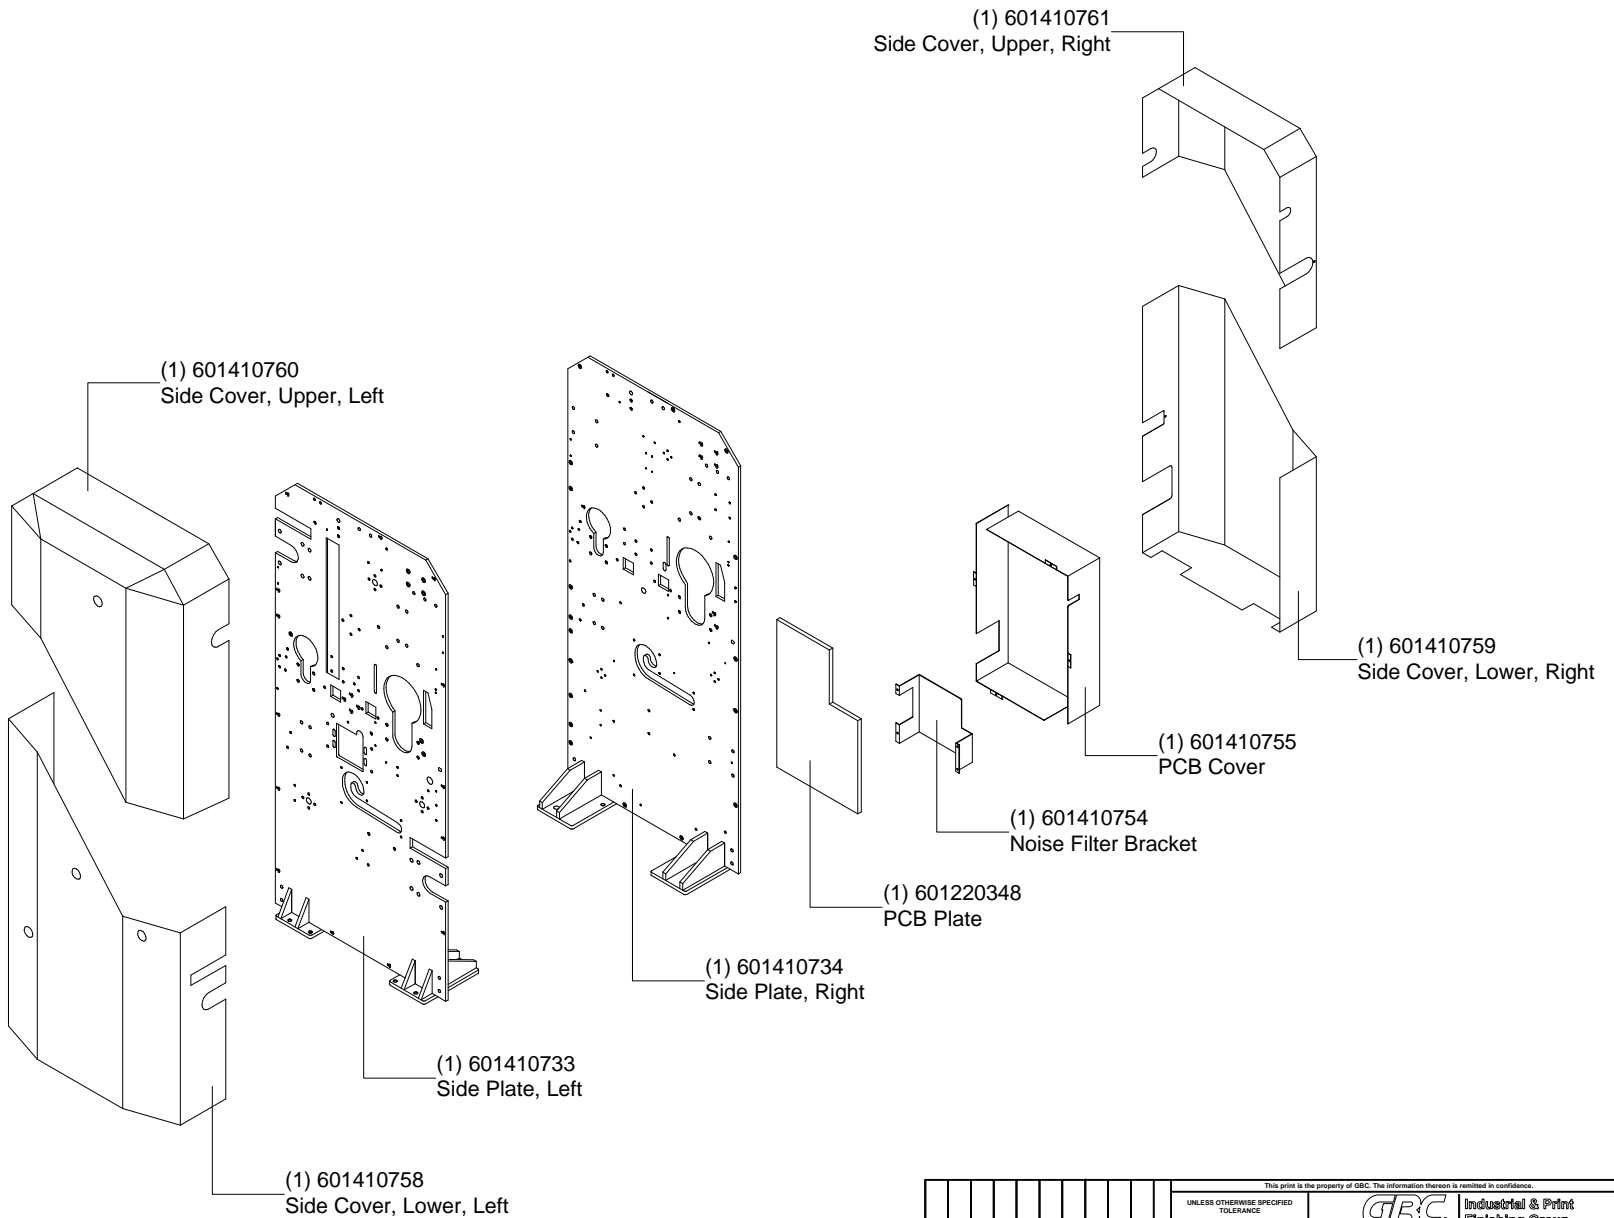 (1) 601410761
Side Cover, Upper, Right
(1) 601410760
Side Cover, Upper, Left
(1) 601410759
Side Cover, Lower, Right
(1) 601410755
PCB Cover
(1) 601410754
Noise Filter Bracket
(1) 601220348
PCB Plate
(1) 601410734
Side Plate, Right
(1) 601410733
Side Plate, Left
(1) 601410758
Side Cover, Lower, Left
This print is the property of GBC. The information thereon is remitted in confidence.
UNLESS OTHERWISE SPECIFIED
TOLERANCE
GBC
Industrial & Print
Finishing Group